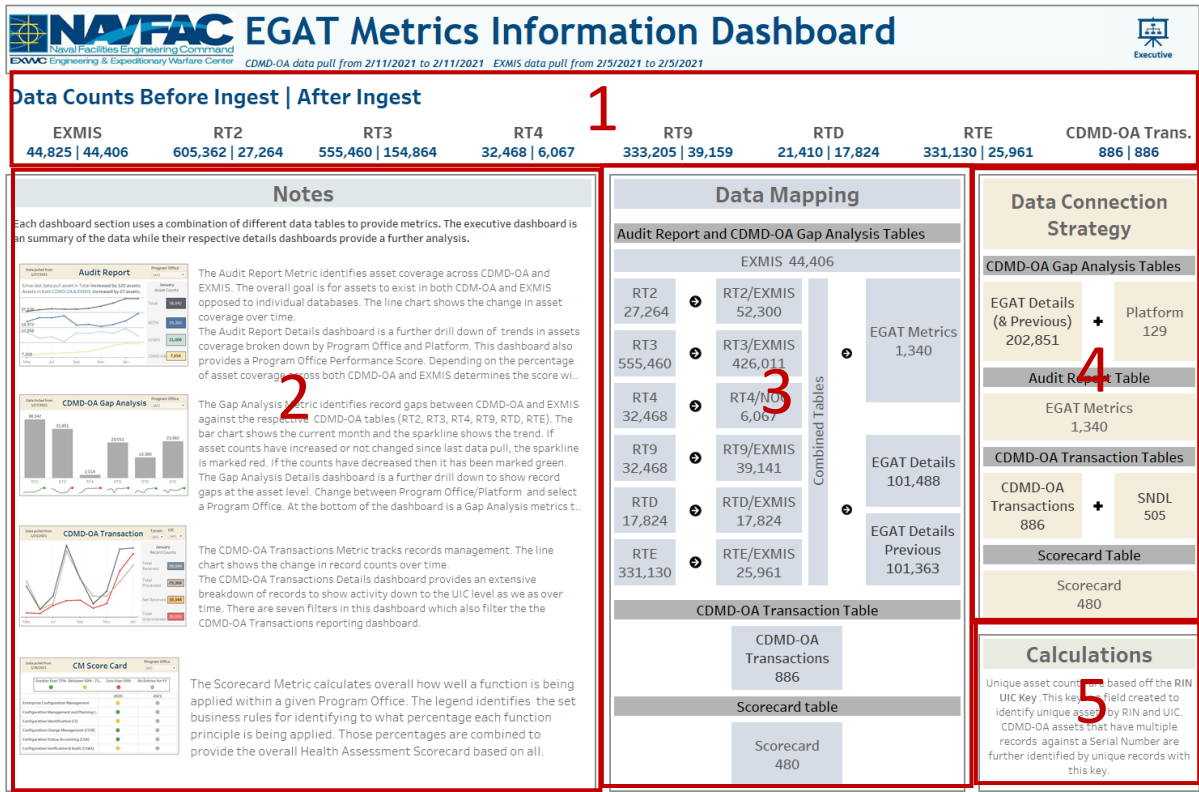 NAVFAC
Naval Facilities Engineering Command
EXWC Engineering & Expeditionary Warfare Center
EGAT Metrics Information Dashboard
CDMD-OA data pull from 2/11/2021 to 2/11/2021 EXMIS data pull from 2/5/2021 to 2/5/2021
Executive
Data Counts Before Ingest | After Ingest
1
EXMIS RT2 RT3 RT4 RT9 RTD RTE CDMD-OA Trans.
44,825 | 44,406 605,362 | 27,264 555,460 | 154,864 32,468 | 6,067 333,205 | 39,159 21,410 | 17,824 331,130 | 25,961 886 | 886
Notes
Each dashboard section uses a combination of different data tables to provide metrics. The executive dashboard is
an summary of the data while their respective details dashboards provide a further analysis.
Audit Report
The Audit Report Metric identifies asset coverage across CDMD-OA and
EXMIS. The overall goal is for assets to exist in both CDM-OA and EXMIS
opposed to individual databases. The line chart shows the change in asset
coverage over time.
The Audit Report Details dashboard is a further drill down of trends in assets
coverage broken down by Program Office and Platform. This dashboard also
provides a Program Office Performance Score. Depending on the percentage
of asset coverage across both CDMD-OA and EXMIS determines the score wi..
2
CDMD-OA Gap Analysis
The Gap Analysis Metric identifies record gaps between CDMD-OA and EXMIS
against the respective CDMD-OA tables (RT2, RT3, RT4, RT9, RTD, RTE). The
bar chart shows the current month and the sparkline shows the trend. If
asset counts have increased or not changed since last data pull, the sparkline
is marked red. If the counts have decreased then it has been marked green.
The Gap Analysis Details dashboard is a further drill down to show record
gaps at the asset level. Change between Program Office/Platform and select
a Program Office. At the bottom of the dashboard is a Gap Analysis metrics t..
CDMD-OA Transaction
The CDMD-OA Transactions Metric tracks records management. The line
chart shows the change in record counts over time.
The CDMD-OA Transactions Details dashboard provides an extensive
breakdown of records to show activity down to the UIC level as we as over
time. There are seven filters in this dashboard which also filter the the
CDMD-OA Transactions reporting dashboard.
CM Score Card
The Scorecard Metric calculates overall how well a function is being
applied within a given Program Office. The legend identifies the set
business rules for identifying to what percentage each function
principle is being applied. Those percentages are combined to
provide the overall Health Assessment Scorecard based on all.
Data Mapping
Audit Report and CDMD-OA Gap Analysis Tables
EXMIS 44,406
RT2
27,264
RT2/EXMIS
52,300
RT3
555,460
RT3/EXMIS
426,011
RT4
32,468
6,067
RT9
32,468
RT9/EXMIS
39,141
RTD
17,824
RTD/EXMIS
17,824
RTE
331,130
RTE/EXMIS
25,961
3
Combined Tables
EGAT Metrics
1,340
EGAT Details
101,488
EGAT Details
Previous
101,363
CDMD-OA Transaction Table
CDMD-OA
Transactions
886
Scorecard table
Scorecard
480
Data Connection
Strategy
CDMD-OA Gap Analysis Tables
EGAT Details
(& Previous)
202,851
+
Platform
129
4
Audit Report Table
EGAT Metrics
1,340
CDMD-OA Transaction Tables
CDMD-OA
Transactions
886
+
SNDL
505
Scorecard Table
Scorecard
480
Calculations
5
Unique asset counts are based off the RIN
UIC Key .This key field created to
identify unique assets by RIN and UIC.
CDMD-OA assets that have multiple
records against a Serial Number are
further identified by unique records with
this key.